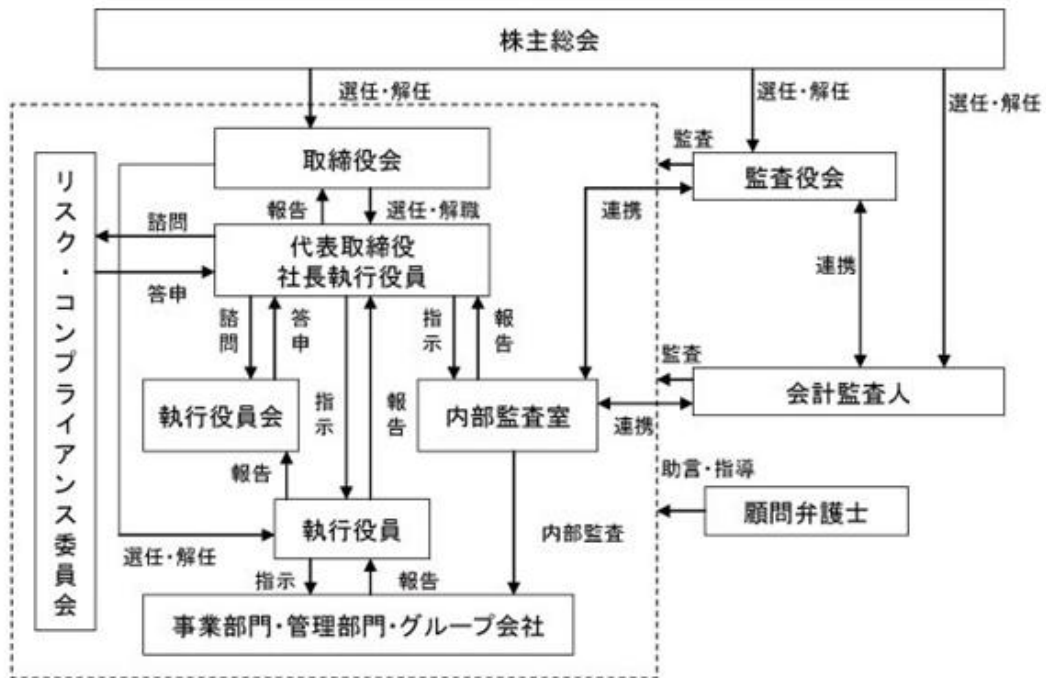 株主総会
選任・解任
選任・解任
選任・解任
取締役会
監査
監査役会
リスク・コンプライアンス委員会
報告
選任・解職
連携
諮問
代表取締役
社長執行役員
連携
答申
諮問
答申
指示
報告
監査
執行役員会
指示
報告
内部監査室
会計監査人
連携
報告
助言・指導
顧問弁護士
執行役員
内部監査
選任・解任
指示
報告
事業部門・管理部門・グループ会社